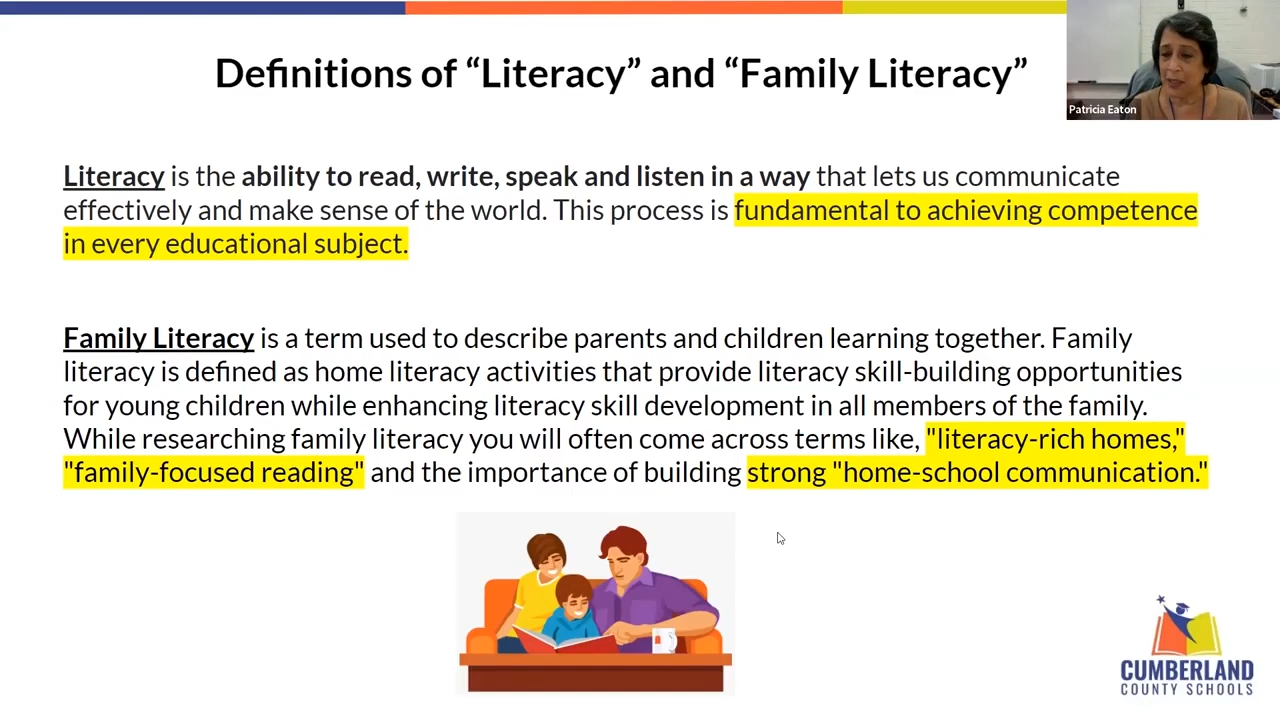 Definitions of “Literacy” and “Family Literacy”
Patricia Eaton
Literacy is the ability to read, write, speak and listen in a way that lets us communicate
effectively and make sense of the world. This process is fundamental to achieving competence
in every educational subject.
Family Literacy is a term used to describe parents and children learning together. Family
literacy is defined as home literacy activities that provide literacy skill-building opportunities
for young children while enhancing literacy skill development in all members of the family.
While researching family literacy you will often come across terms like, "literacy-rich homes,"
"family-focused reading" and the importance of building strong "home-school communication."
CUMBERLAND
COUNTY SCHOOLS